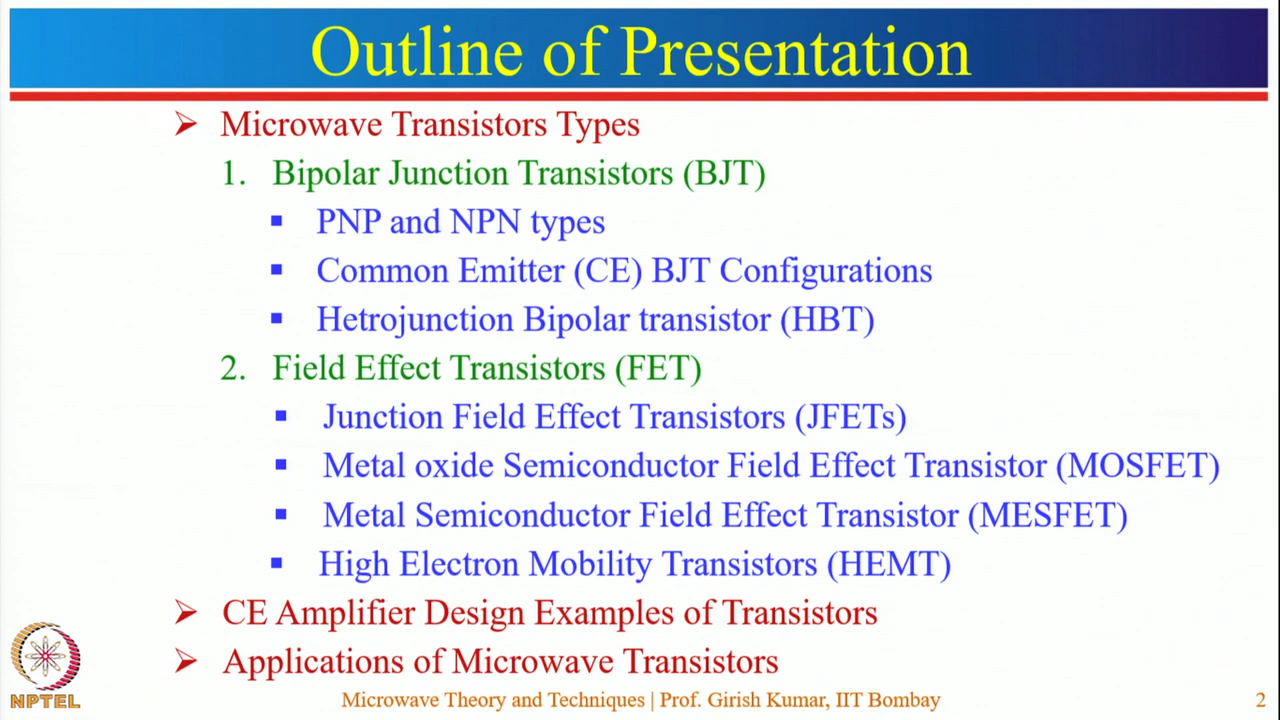 Outline of Presentation
➢ Microwave Transistors Types
1. Bipolar Junction Transistors (BJT)
▪ PNP and NPN types
▪ Common Emitter (CE) BJT Configurations
▪ Hetrojunction Bipolar transistor (HBT)
2. Field Effect Transistors (FET)
▪ Junction Field Effect Transistors (JFETs)
▪ Metal oxide Semiconductor Field Effect Transistor (MOSFET)
▪ Metal Semiconductor Field Effect Transistor (MESFET)
▪ High Electron Mobility Transistors (HEMT)
➢ CE Amplifier Design Examples of Transistors
➢ Applications of Microwave Transistors
NPTEL
Microwave Theory and Techniques | Prof. Girish Kumar, IIT Bombay
2